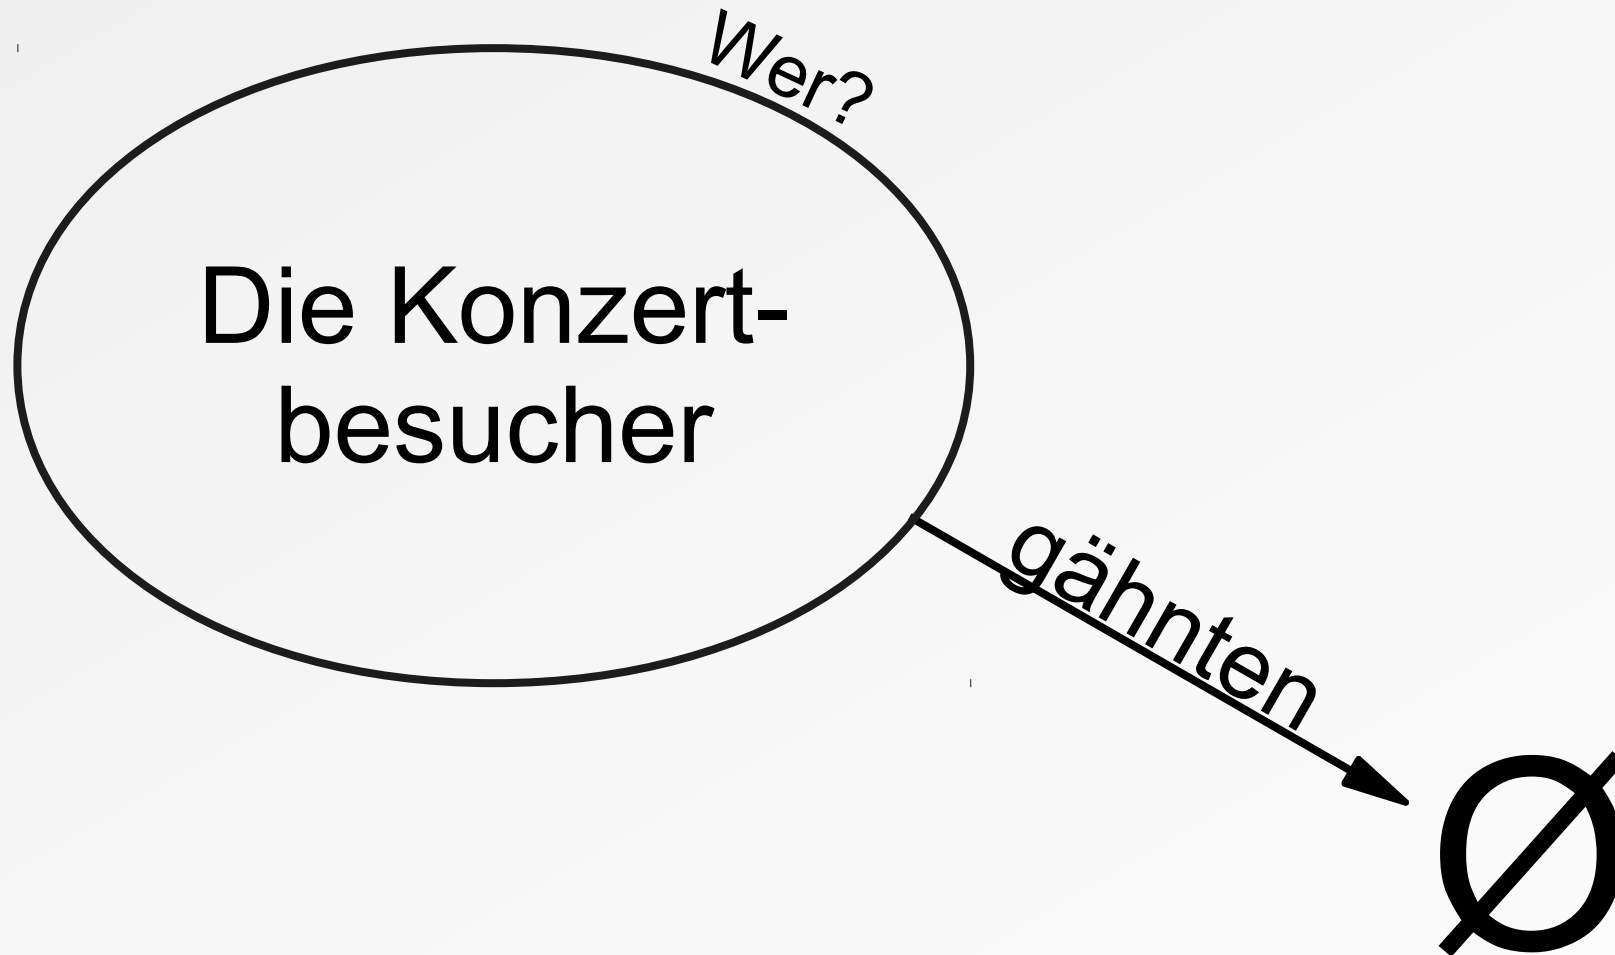 Wer?
Die Konzert-
besucher
gähnten
Ø